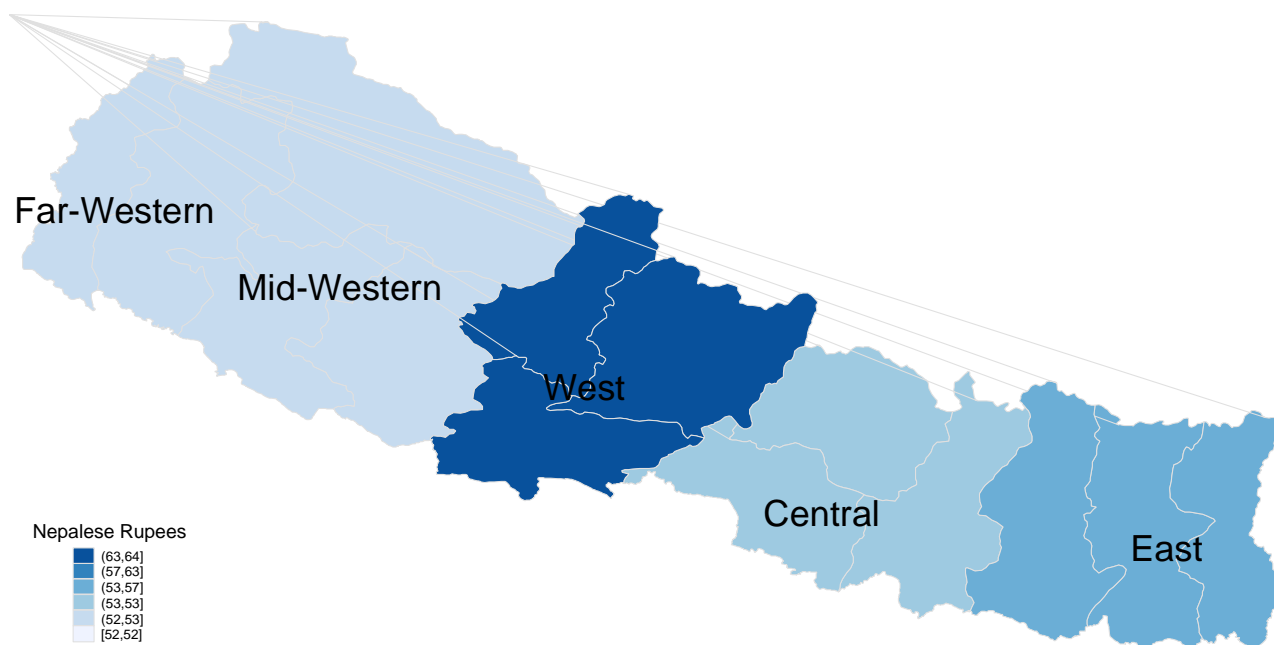 Far-Western
Mid-Western
West
Central
East
Nepalese Rupees
(63,64]
(57,63]
(53,57]
(53,53]
(52,53]
[52,52]